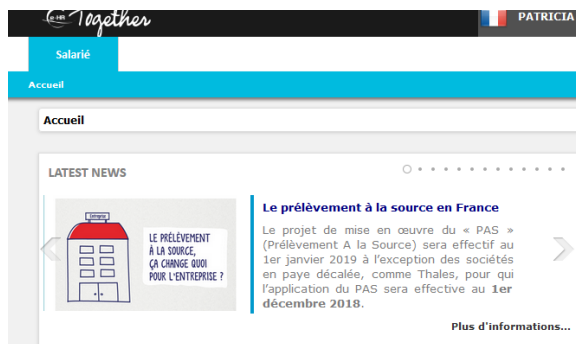 e-HR Together
PATRICIA
Salarié
Accueil
Accueil
LATEST NEWS
Entreprise
LE PRÉLÈVEMENT
À LA SOURCE,
ÇA CHANGE QUOI
POUR L'ENTREPRISE ?
Le prélèvement à la source en France
Le projet de mise en œuvre du « PAS »
(Prélèvement A la Source) sera effectif au
1er janvier 2019 à l'exception des sociétés
en paye décalée, comme Thales, pour qui
l'application du PAS sera effective au 1er
décembre 2018.
Plus d'informations...